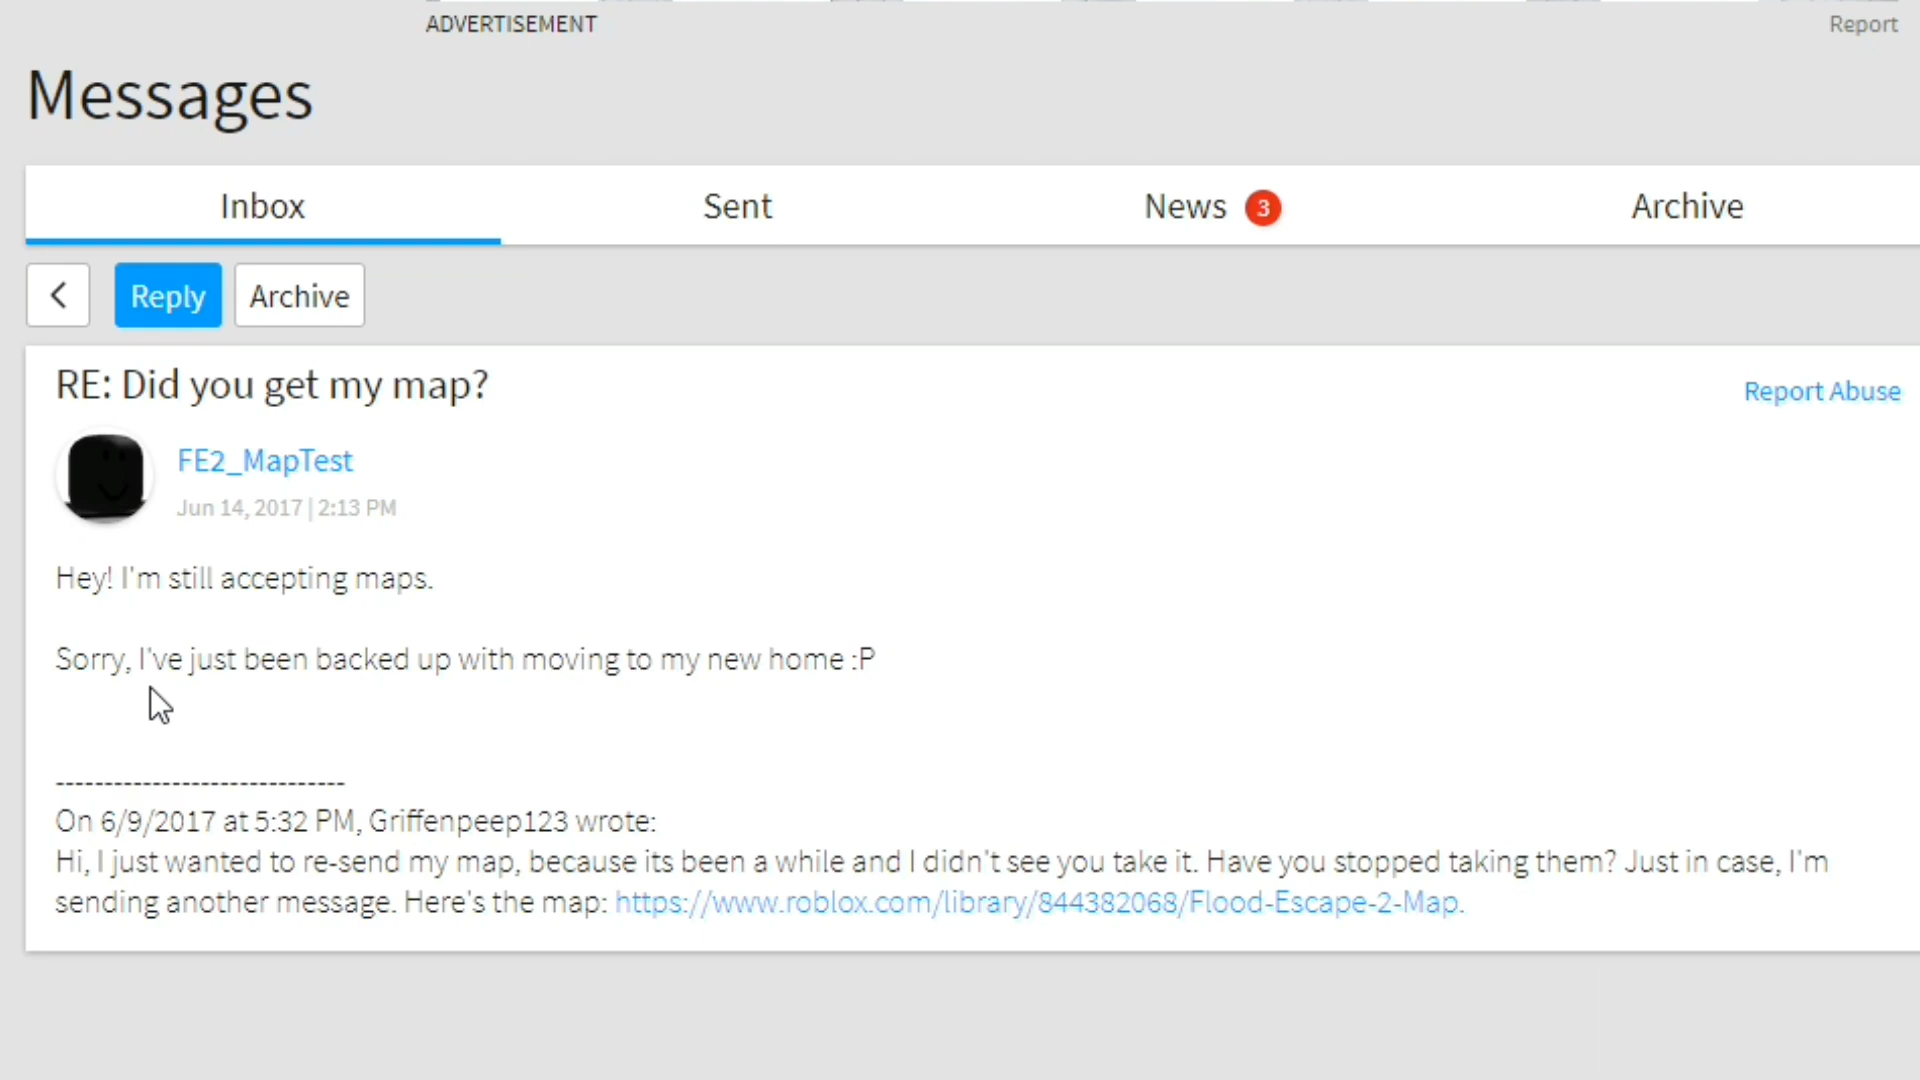 ADVERTISEMENT
Report
Messages
Inbox
Sent
News 3
Archive
Reply
Archive
RE: Did you get my map?
Report Abuse
FE2_MapTest
Jun 14, 2017 | 2:13 PM
Hey! I'm still accepting maps.
Sorry, I've just been backed up with moving to my new home :P
------------------------------
On 6/9/2017 at 5:32 PM, Griffenpeep123 wrote:
Hi, I just wanted to re-send my map, because its been a while and I didn't see you take it. Have you stopped taking them? Just in case, I'm
sending another message. Here's the map: https://www.roblox.com/library/844382068/Flood-Escape-2-Map.